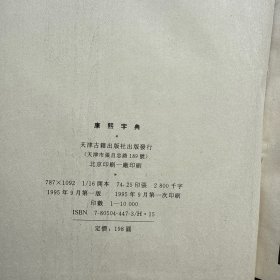 康熙字典
天津古籍出版社出版發行
（天津市張自忠路189號）
北京印刷一廠印刷
787×1092 1/16開本 74·25印張 2 800千字
1995年9月第一版 1995年9月第一次印刷
印數 1—10 000
ISBN 7-80504-447-3/H·15
定價：198圓